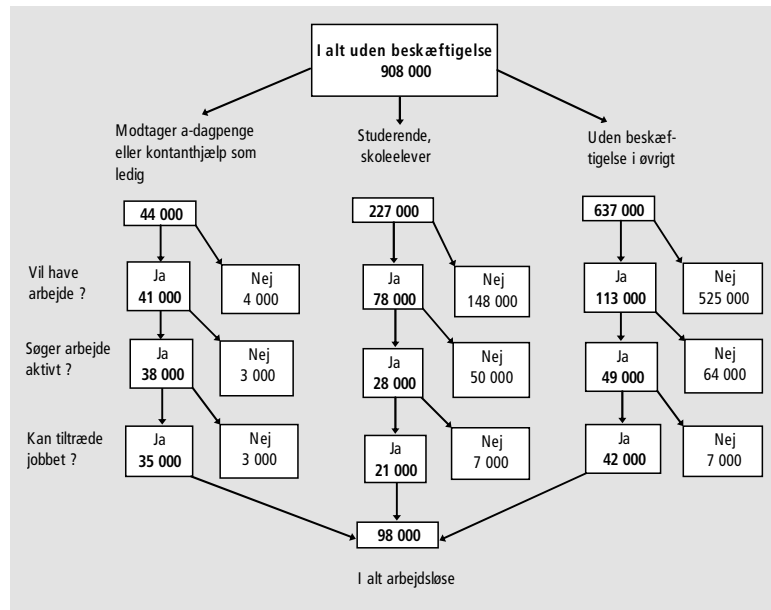 I alt uden beskæftigelse
908 000
Modtager a-dagpenge
eller kontanthjælp som
ledig
Studerende,
skoleelever
Uden beskæf-
tigelse i øvrigt
44 000
227 000
637 000
Vil have
arbejde ?
Ja
41 000
Nej
4 000
Ja
78 000
Nej
148 000
Ja
113 000
Nej
525 000
Søger arbejde
aktivt ?
Ja
38 000
Nej
3 000
Ja
28 000
Nej
50 000
Ja
49 000
Nej
64 000
Kan tiltræde
jobbet ?
Ja
35 000
Nej
3 000
Ja
21 000
Nej
7 000
Ja
42 000
Nej
7 000
98 000
I alt arbejdsløse